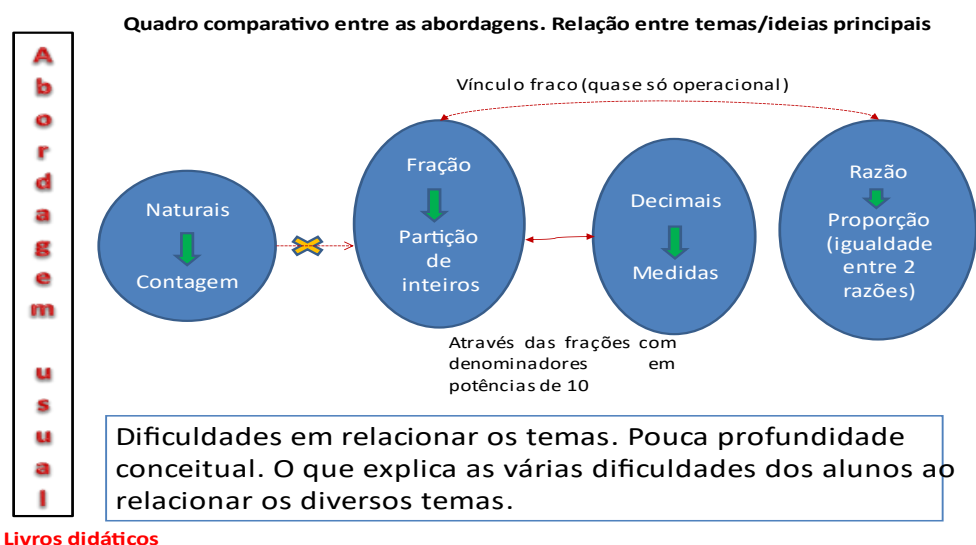 Quadro comparativo entre as abordagens. Relação entre temas/ideias principais
Abordagem usual
Vínculo fraco (quase só operacional)
Naturais
Contagem
Fração
Partição
de
inteiros
Decimais
Medidas
Razão
Proporção
(igualdade
entre 2
razões)
Através das frações com
denominadores em
potências de 10
Dificuldades em relacionar os temas. Pouca profundidade
conceitual. O que explica as várias dificuldades dos alunos ao
relacionar os diversos temas.
Livros didáticos